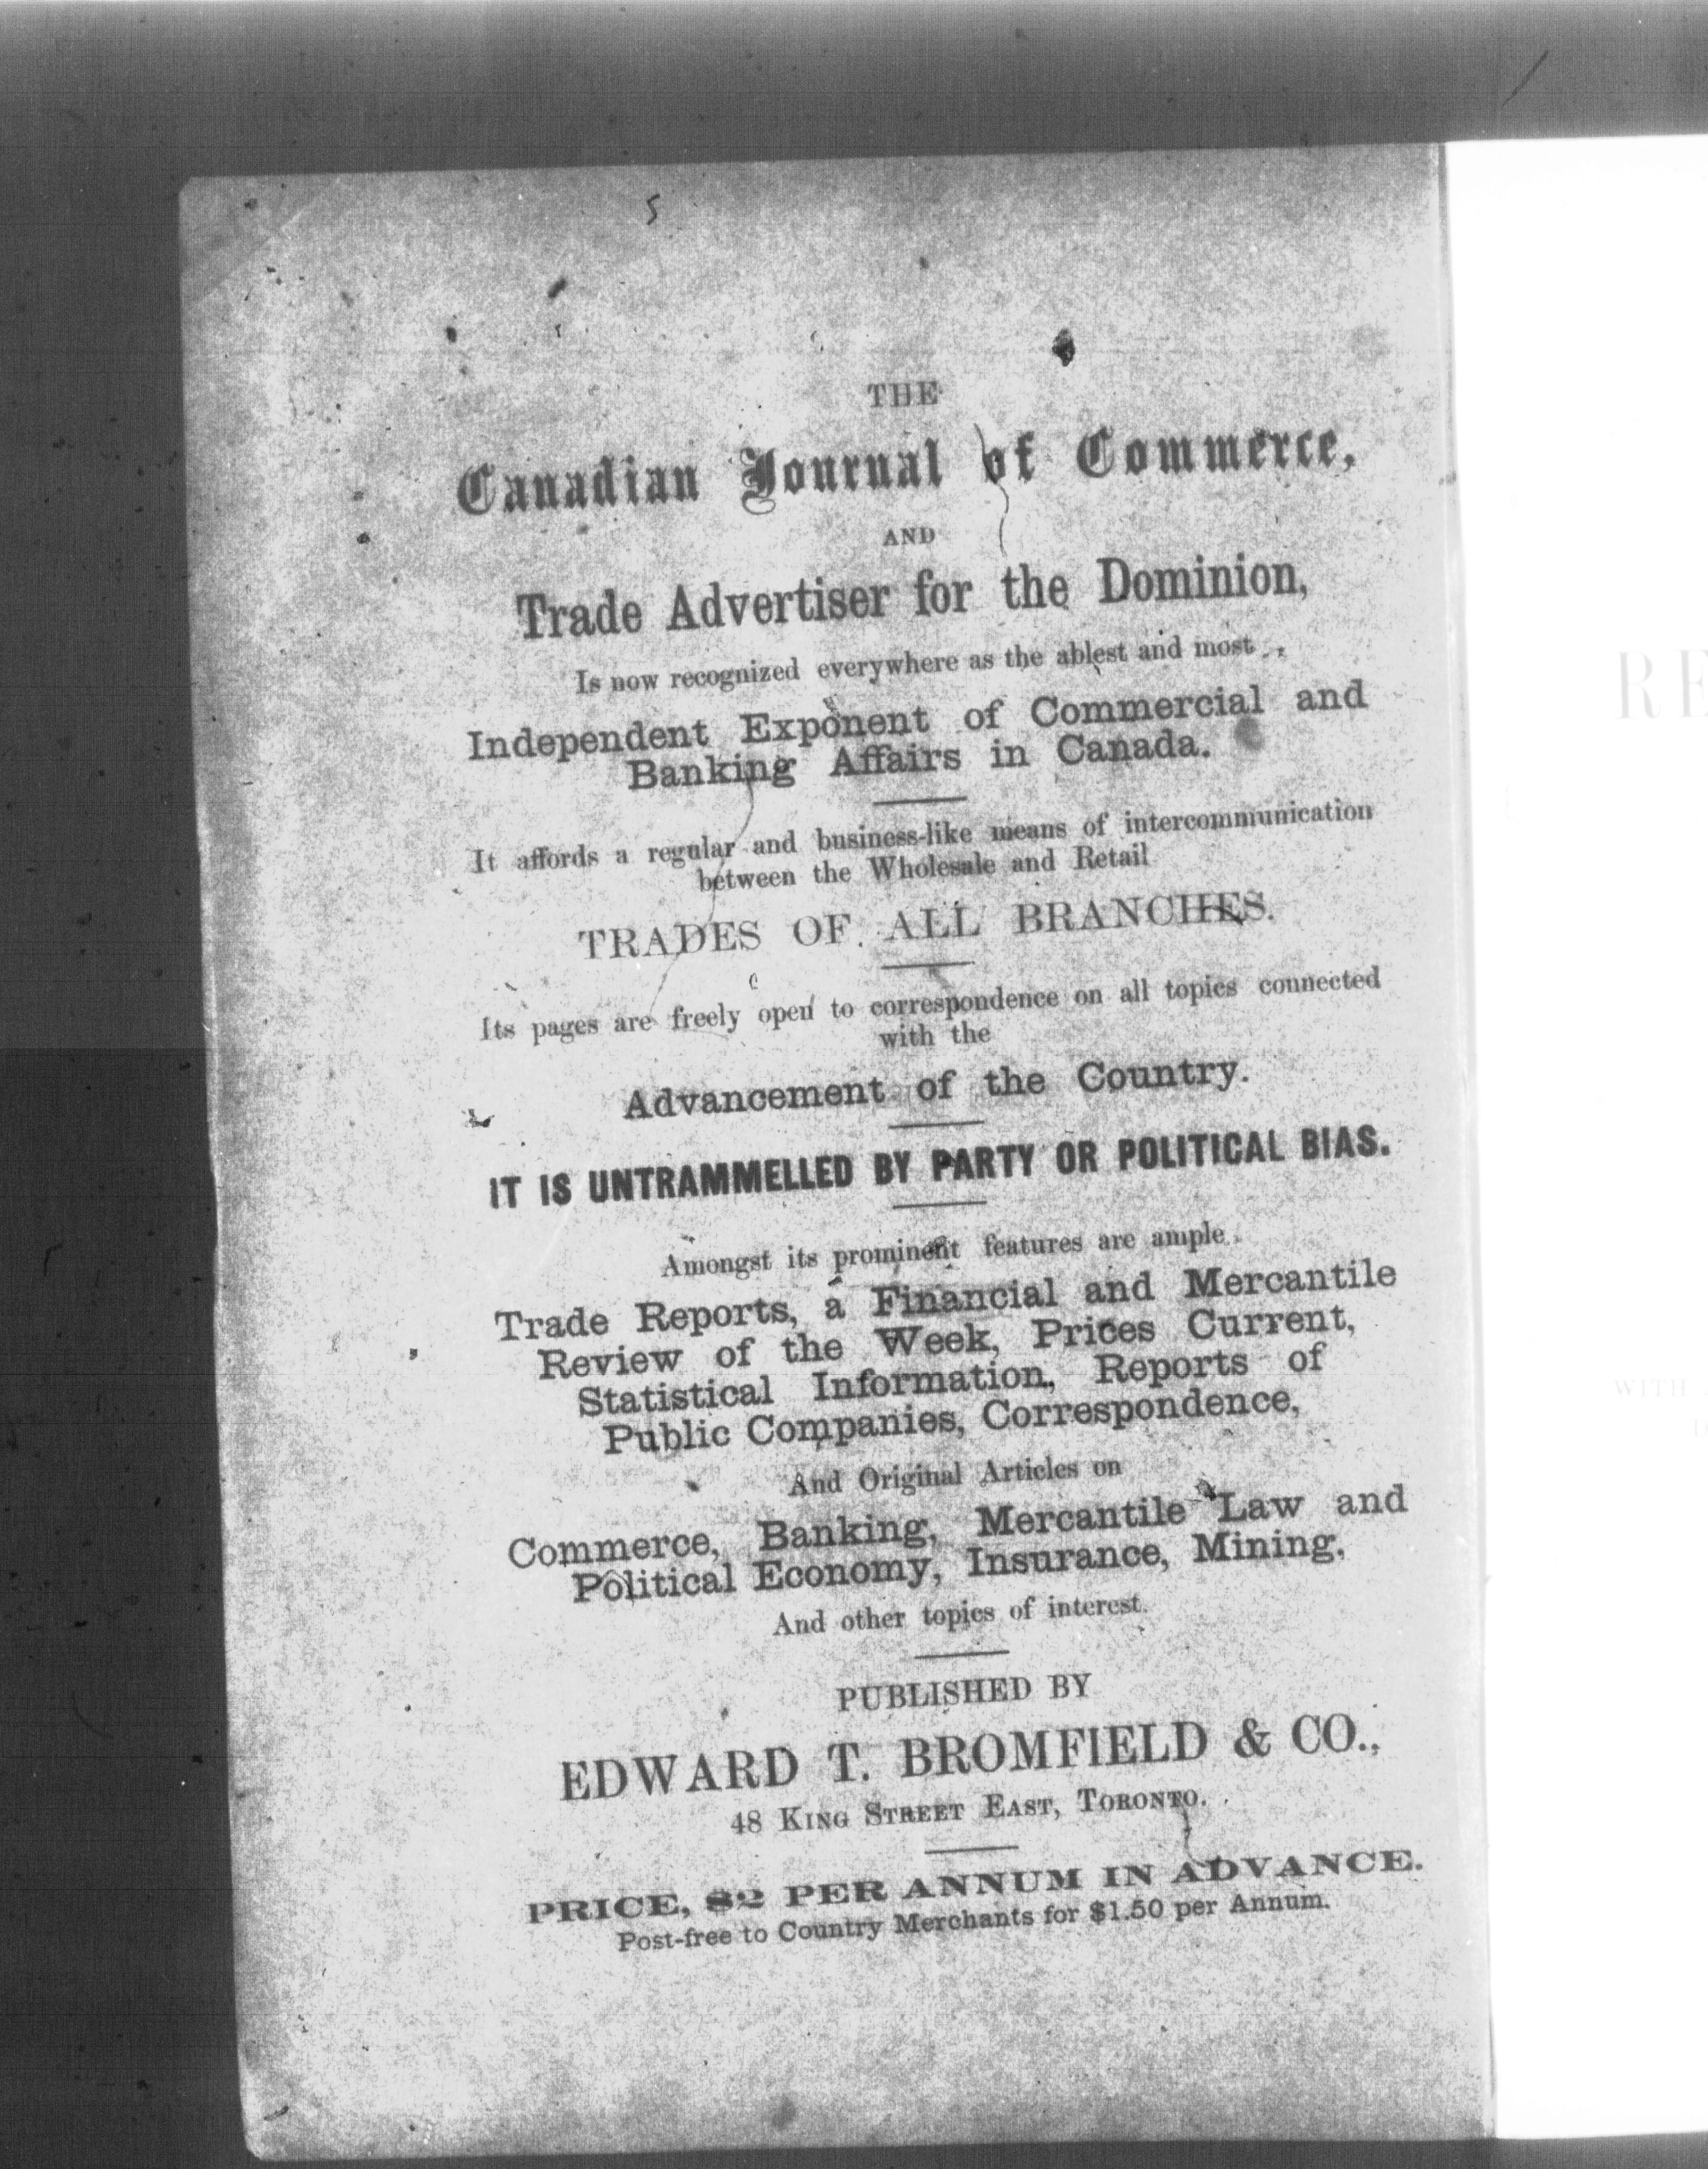 THE
Canadian Journal of Commerce,
AND
Trade Advertiser for the Dominion,
Is now recognized everywhere as the ablest and most
Independent Exponent of Commercial and
Banking Affairs in Canada.
It affords a regular and business-like means of intercommunication
between the Wholesale and Retail
TRADES OF ALL BRANCHES.
Its pages are freely open to correspondence on all topics connected
with the
Advancement of the Country.
IT IS UNTRAMMELLED BY PARTY OR POLITICAL BIAS.
Amongst its prominent features are ample
Trade Reports, a Financial and Mercantile
Review of the Week, Prices Current,
Statistical Information, Reports of
Public Companies, Correspondence,
And Original Articles on
Commerce, Banking, Mercantile Law and
Political Economy, Insurance, Mining,
And other topics of interest.
PUBLISHED BY
EDWARD T. BROMFIELD & CO.,
48 KING STREET EAST, TORONTO.
PRICE, $2 PER ANNUM IN ADVANCE.
Post-free to Country Merchants for $1.50 per Annum.
RE
WITH